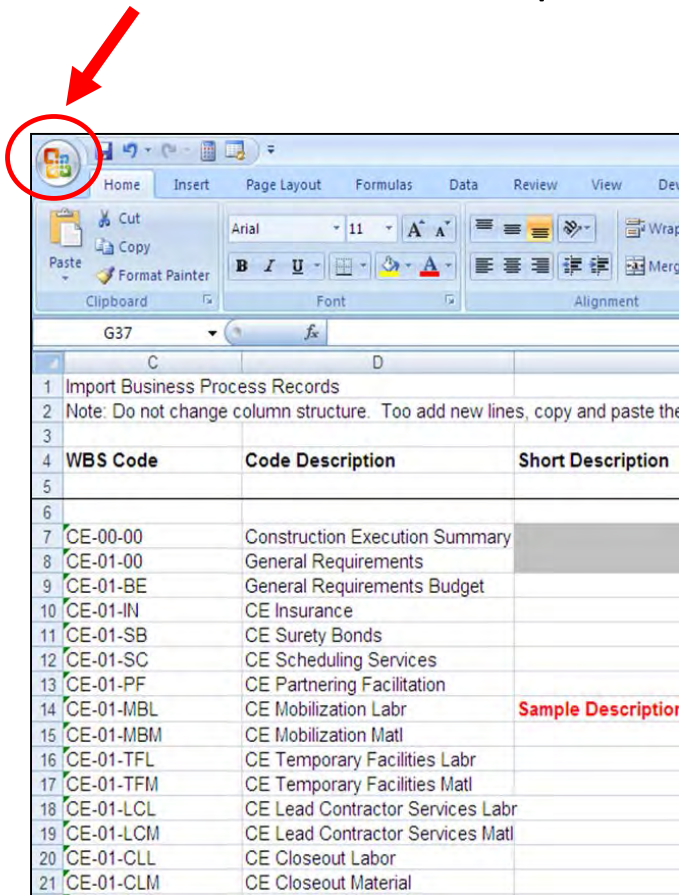 Home Insert Page Layout Formulas Data Review View Dev
Cut
Copy
Format Painter
Paste
Clipboard
Arial 11 A A
B I U A
Font
Wrap
Merg
Alignment
G37 fx
C D
1 Import Business Process Records
2 Note: Do not change column structure. Too add new lines, copy and paste the
3
4 WBS Code Code Description Short Description
5
6
7 CE-00-00 Construction Execution Summary
8 CE-01-00 General Requirements
9 CE-01-BE General Requirements Budget
10 CE-01-IN CE Insurance
11 CE-01-SB CE Surety Bonds
12 CE-01-SC CE Scheduling Services
13 CE-01-PF CE Partnering Facilitation
14 CE-01-MBL CE Mobilization Labr Sample Description
15 CE-01-MBM CE Mobilization Matl
16 CE-01-TFL CE Temporary Facilities Labr
17 CE-01-TFM CE Temporary Facilities Matl
18 CE-01-LCL CE Lead Contractor Services Labr
19 CE-01-LCM CE Lead Contractor Services Matl
20 CE-01-CLL CE Closeout Labor
21 CE-01-CLM CE Closeout Material